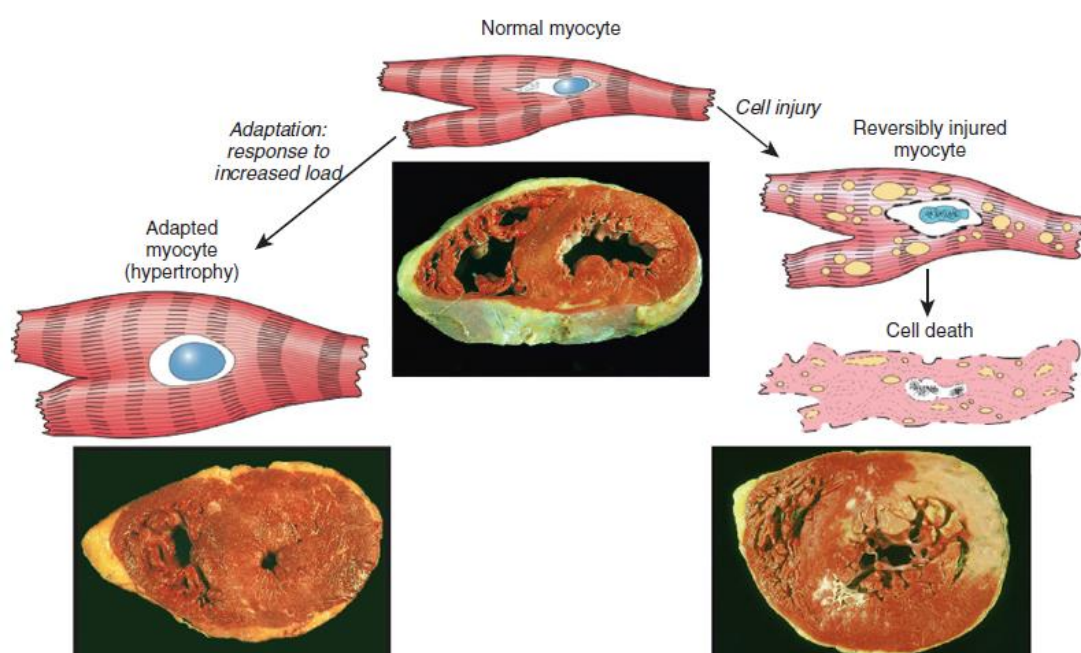 Normal myocyte
Adaptation:
response to
increased load
Cell injury
Reversibly injured
myocyte
Adapted
myocyte
(hypertrophy)
Cell death